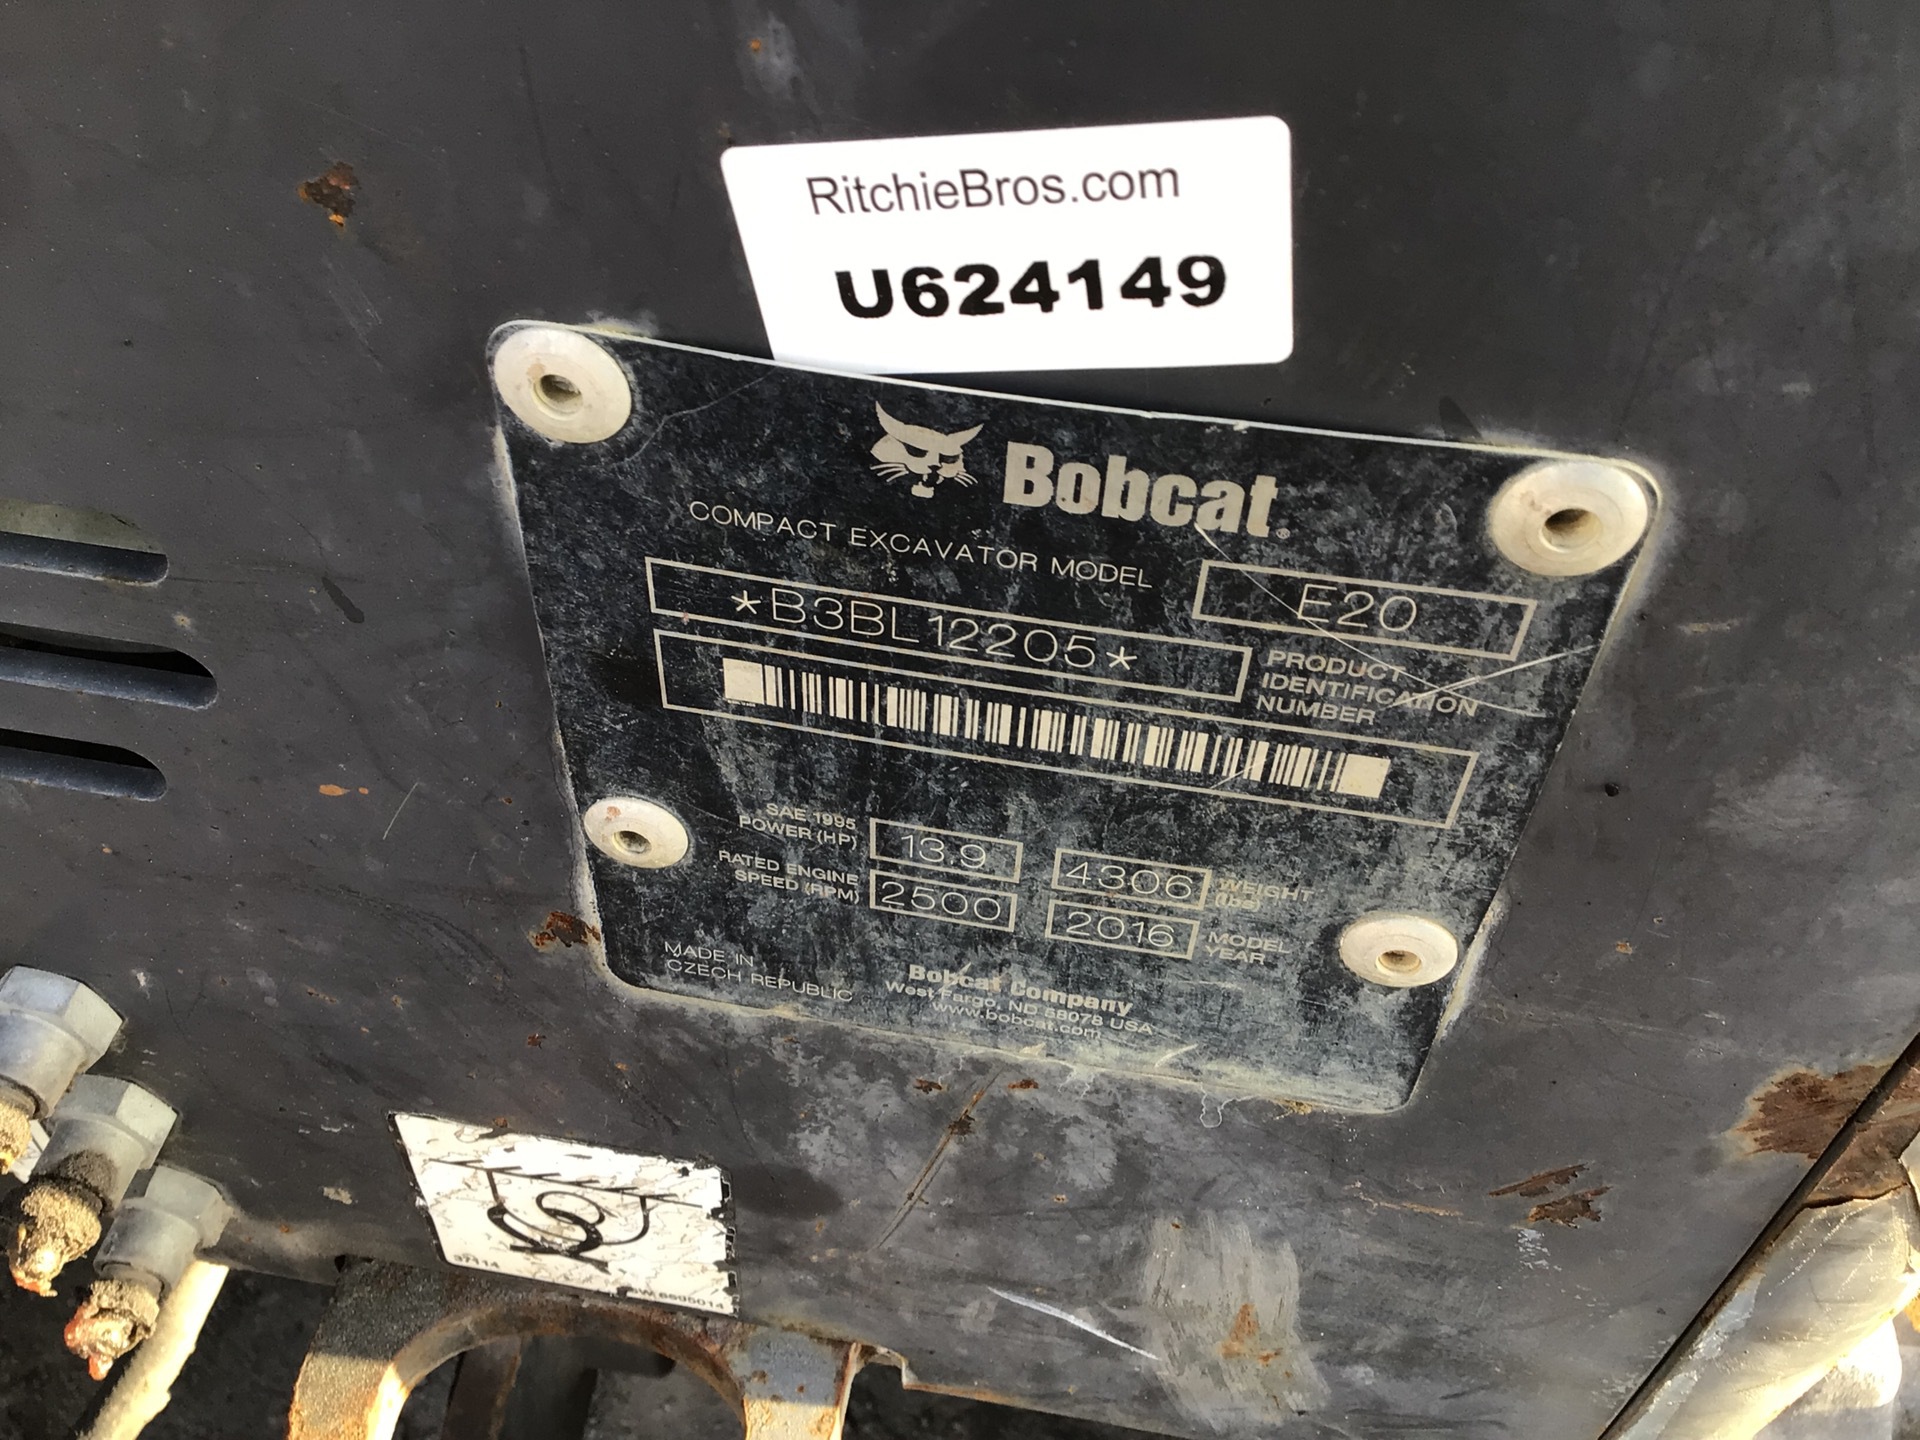 RitchieBros.com
U624149
Bobcat®
COMPACT EXCAVATOR MODEL E20
*B3BL12205*
PRODUCT
IDENTIFICATION
NUMBER
SAE 1995
POWER (HP) 13.9
4306 WEIGHT
(lbs)
RATED ENGINE
SPEED (RPM) 2500
2016 MODEL
YEAR
MADE IN
CZECH REPUBLIC
Bobcat Company
West Fargo, ND 58078 USA
www.bobcat.com
37114